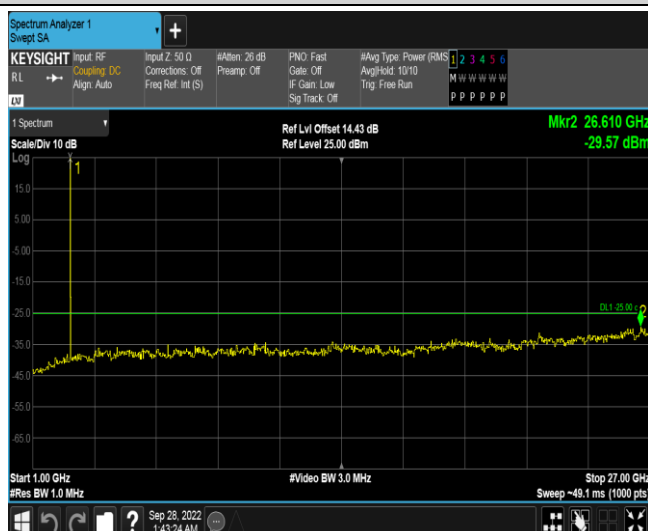 Spectrum Analyzer 1
Swept SA
+
KEYSIGHT
RL
LXI
Input: RF
Coupling: DC
Align: Auto
Input Z: 50 Ω
Corrections: Off
Freq Ref: Int (S)
#Atten: 26 dB
Preamp: Off
PNO: Fast
Gate: Off
IF Gain: Low
Sig Track: Off
#Avg Type: Power (RMS
Avg|Hold: 10/10
Trig: Free Run
1 2 3 4 5 6
M W W W W W
P P P P P P
1 Spectrum
Scale/Div 10 dB
Ref Lvl Offset 14.43 dB
Ref Level 25.00 dBm
Mkr2 26.610 GHz
-29.57 dBm
Log
1
15.0
5.00
-5.00
-15.0
-25.0
DL1 -25.00
2
-35.0
-45.0
-55.0
-65.0
Start 1.00 GHz
#Res BW 1.0 MHz
#Video BW 3.0 MHz
Stop 27.00 GHz
Sweep ~49.1 ms (1000 pts)
?
Sep 28, 2022
1:43:24 AM